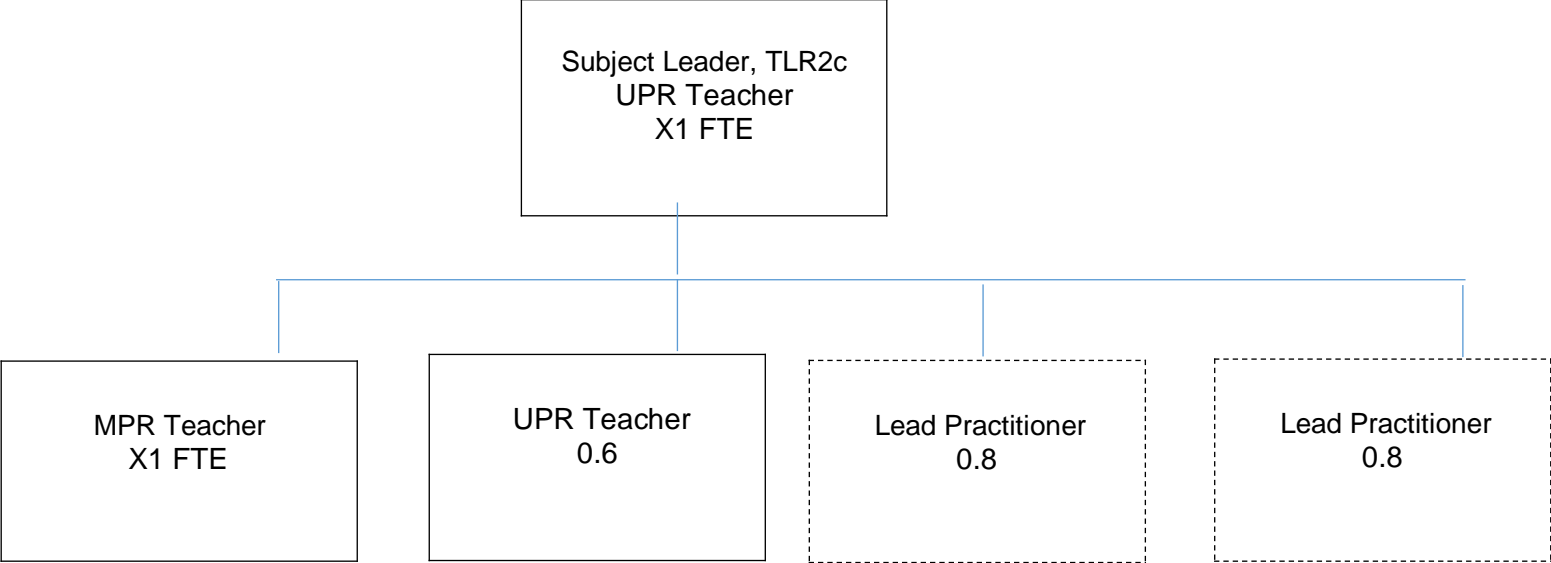 Subject Leader, TLR2c
UPR Teacher
X1 FTE
MPR Teacher
X1 FTE
UPR Teacher
0.6
Lead Practitioner
0.8
Lead Practitioner
0.8